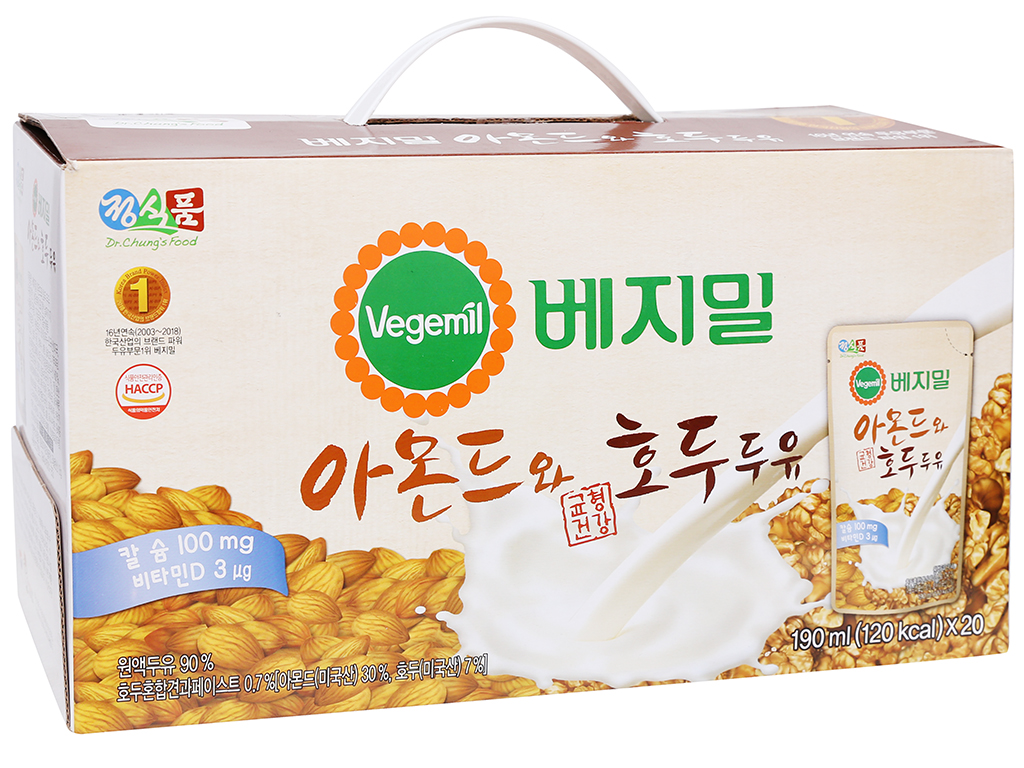 베지밀 아몬드와 호두 두유
정식품
Dr.Chung's Food
1
16년연속(2003~2018)
한국산업의 브랜드 파워
두유부문1위 베지밀
HACCP
Vegemil 베지밀
아몬드와 호두 두유
균형
건강
칼슘 100 mg
비타민D 3 μg
정식품
Vegemil 베지밀
아몬드와
호두 두유
균형
건강
칼슘 100 mg
비타민D 3 μg
190 ml (120 kcal) X 20
원액두유 90 %
호두혼합견과페이스트 0.7 %[아몬드(미국산) 30 %, 호두(미국산) 7 %]